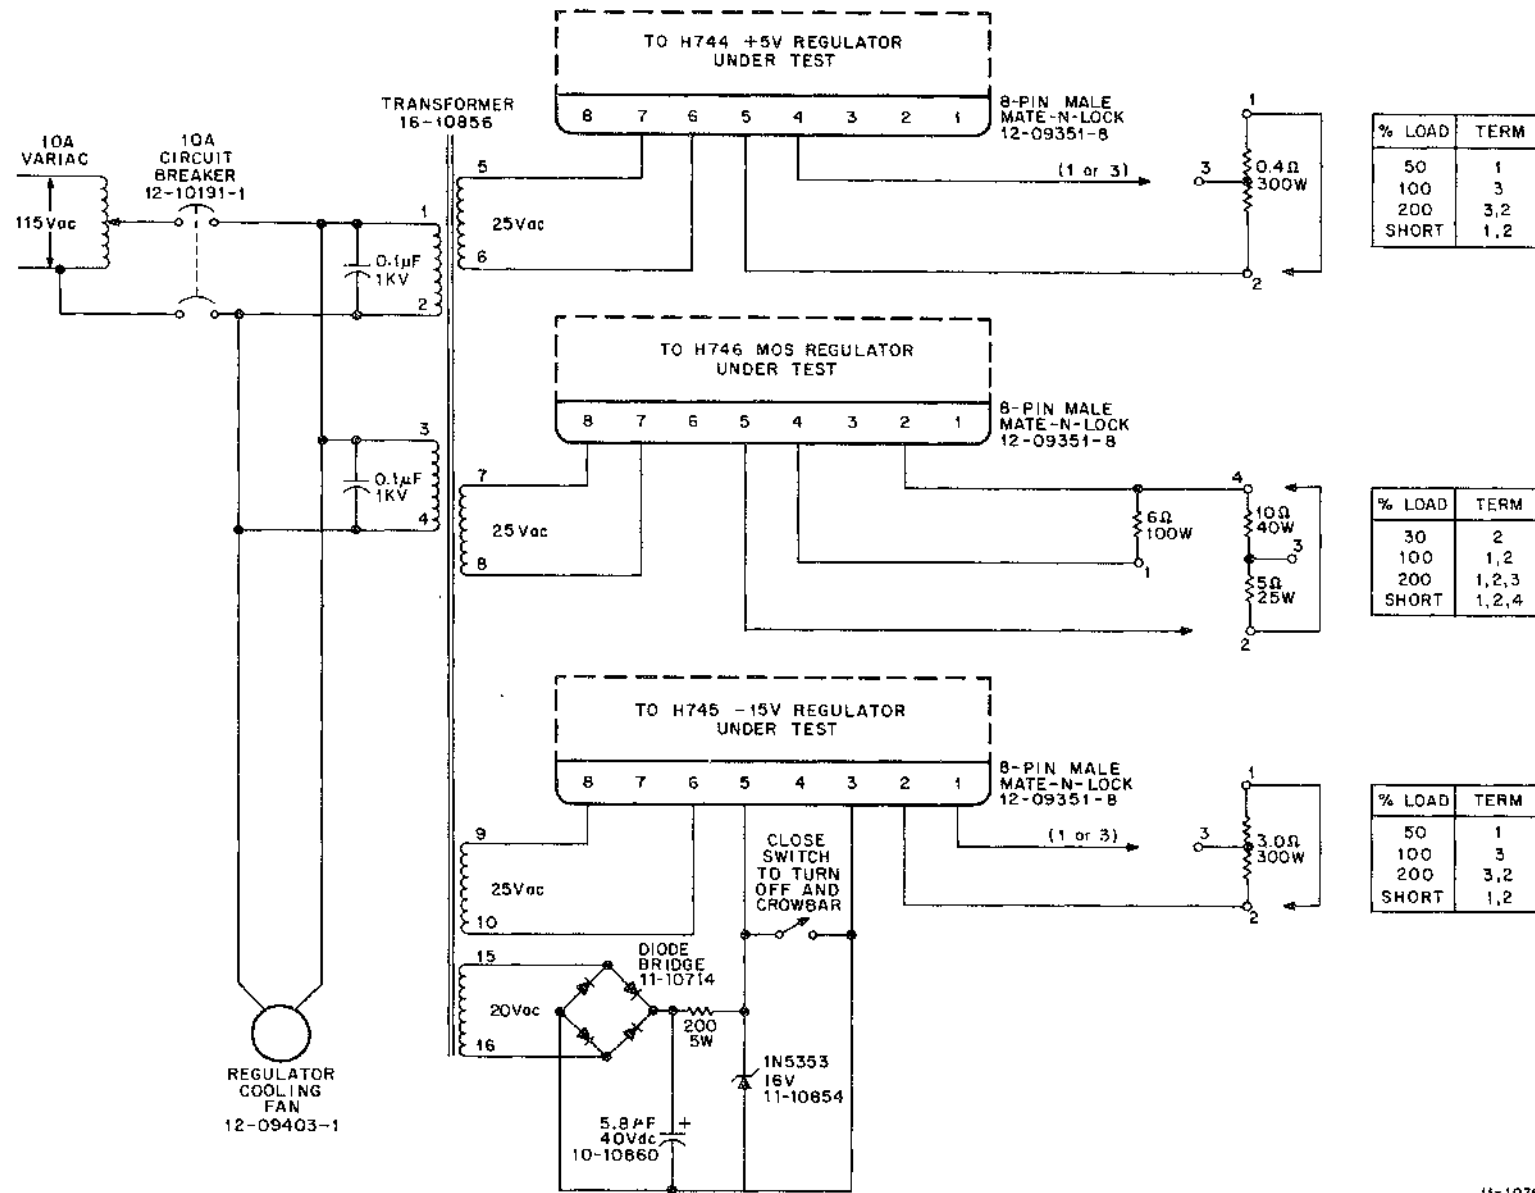 TO H744 +5V REGULATOR
UNDER TEST
8 7 6 5 4 3 2 1
8-PIN MALE
MATE-N-LOCK
12-09351-8
TRANSFORMER
16-10856
10A
VARIAC
10A
CIRCUIT
BREAKER
12-10191-1
115Vac
1
0.1µF
1KV
2
5
25Vac
6
(1 or 3)
1
3
0.4Ω
300W
2
% LOAD TERM
50 1
100 3
200 3,2
SHORT 1,2
TO H746 MOS REGULATOR
UNDER TEST
8 7 6 5 4 3 2 1
8-PIN MALE
MATE-N-LOCK
12-09351-8
3
0.1µF
1KV
4
7
25Vac
8
6Ω
100W
1
4
10Ω
40W
3
5Ω
25W
2
% LOAD TERM
30 2
100 1,2
200 1,2,3
SHORT 1,2,4
TO H745 -15V REGULATOR
UNDER TEST
8 7 6 5 4 3 2 1
8-PIN MALE
MATE-N-LOCK
12-09351-8
9
25Vac
10
CLOSE
SWITCH
TO TURN
OFF AND
CROWBAR
(1 or 3)
1
3
3.0Ω
300W
2
% LOAD TERM
50 1
100 3
200 3,2
SHORT 1,2
15
20Vac
16
DIODE
BRIDGE
11-10714
200
5W
1N5353
16V
11-10854
5.8µF
40Vdc
10-10860
+
REGULATOR
COOLING
FAN
12-09403-1